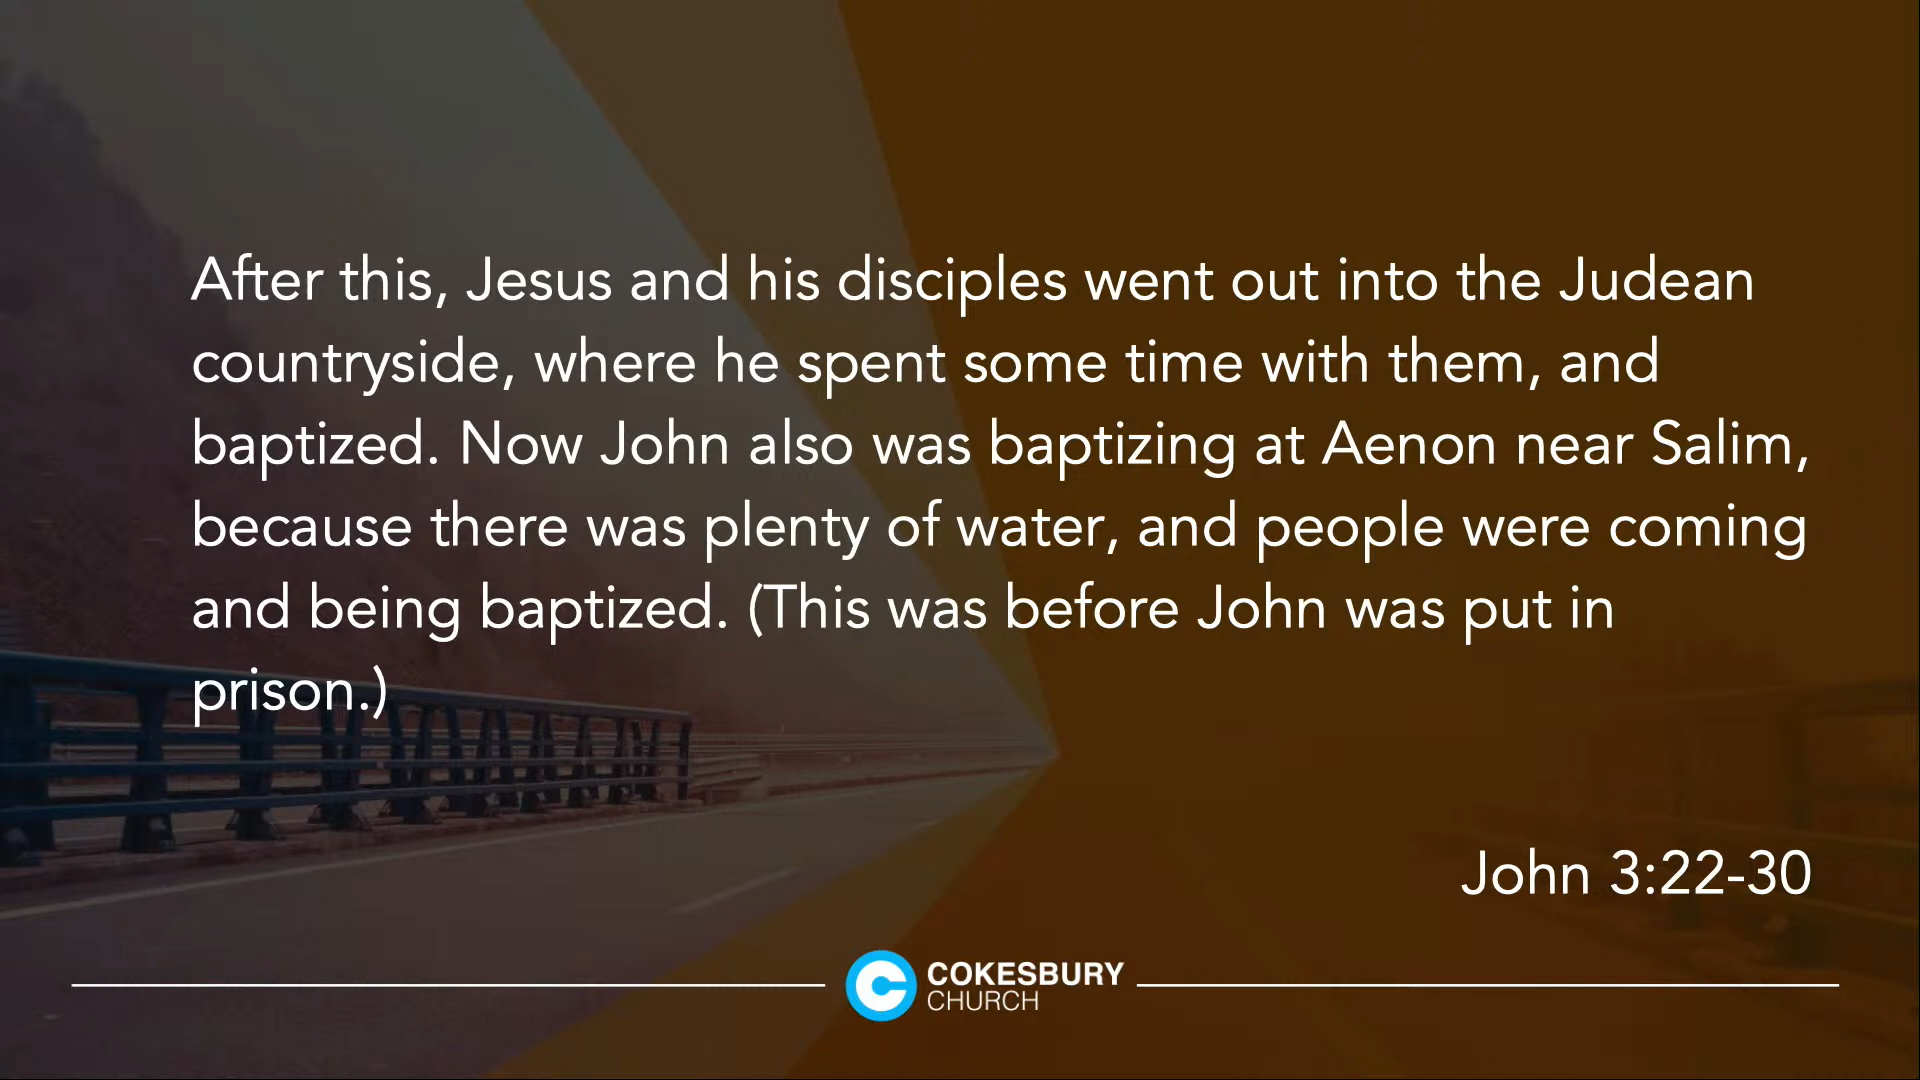 After this, Jesus and his disciples went out into the Judean
countryside, where he spent some time with them, and
baptized. Now John also was baptizing at Aenon near Salim,
because there was plenty of water, and people were coming
and being baptized. (This was before John was put in
prison.)
John 3:22-30
COKESBURY
CHURCH